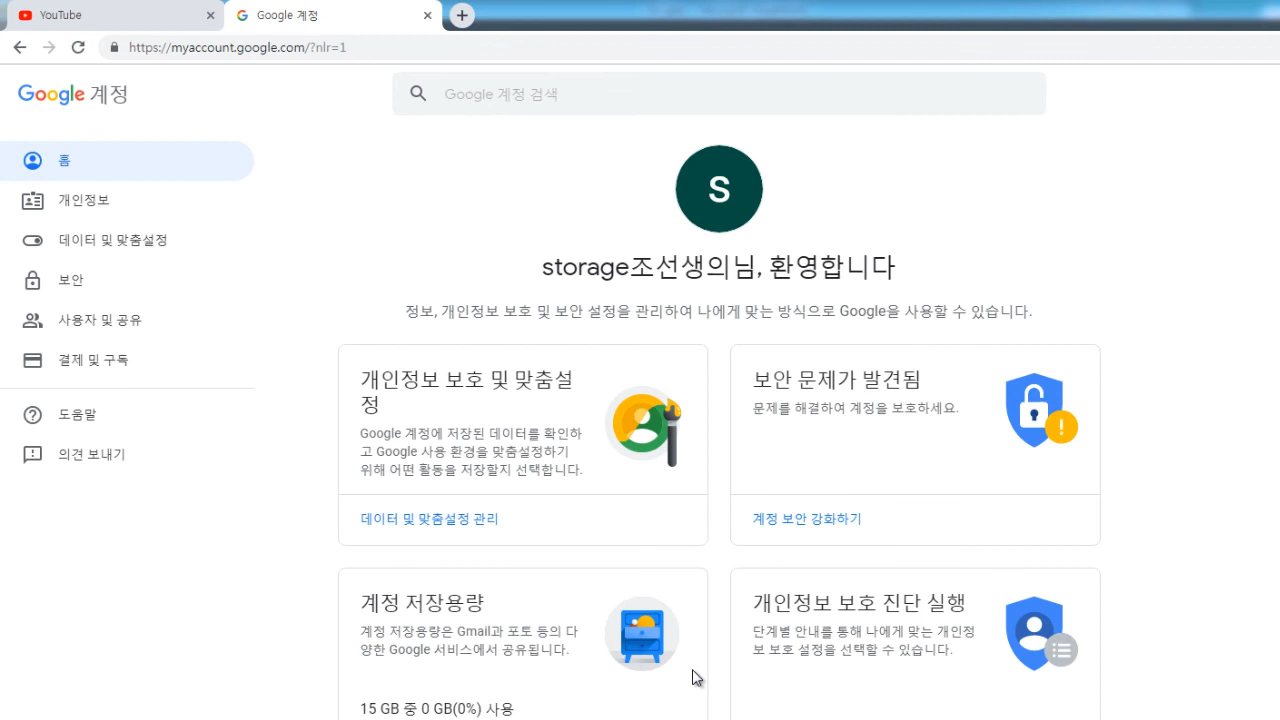 YouTube
Google 계정
https://myaccount.google.com/?nlr=1
Google 계정
Google 계정 검색
홈
개인정보
데이터 및 맞춤설정
보안
사용자 및 공유
결제 및 구독
도움말
의견 보내기
S
storage조선생의님, 환영합니다
정보, 개인정보 보호 및 보안 설정을 관리하여 나에게 맞는 방식으로 Google을 사용할 수 있습니다.
개인정보 보호 및 맞춤설
정
Google 계정에 저장된 데이터를 확인하
고 Google 사용 환경을 맞춤설정하기
위해 어떤 활동을 저장할지 선택합니다.
데이터 및 맞춤설정 관리
보안 문제가 발견됨
문제를 해결하여 계정을 보호하세요.
계정 보안 강화하기
계정 저장용량
계정 저장용량은 Gmail과 포토 등의 다
양한 Google 서비스에서 공유됩니다.
15 GB 중 0 GB(0%) 사용
개인정보 보호 진단 실행
단계별 안내를 통해 나에게 맞는 개인정
보 보호 설정을 선택할 수 있습니다.